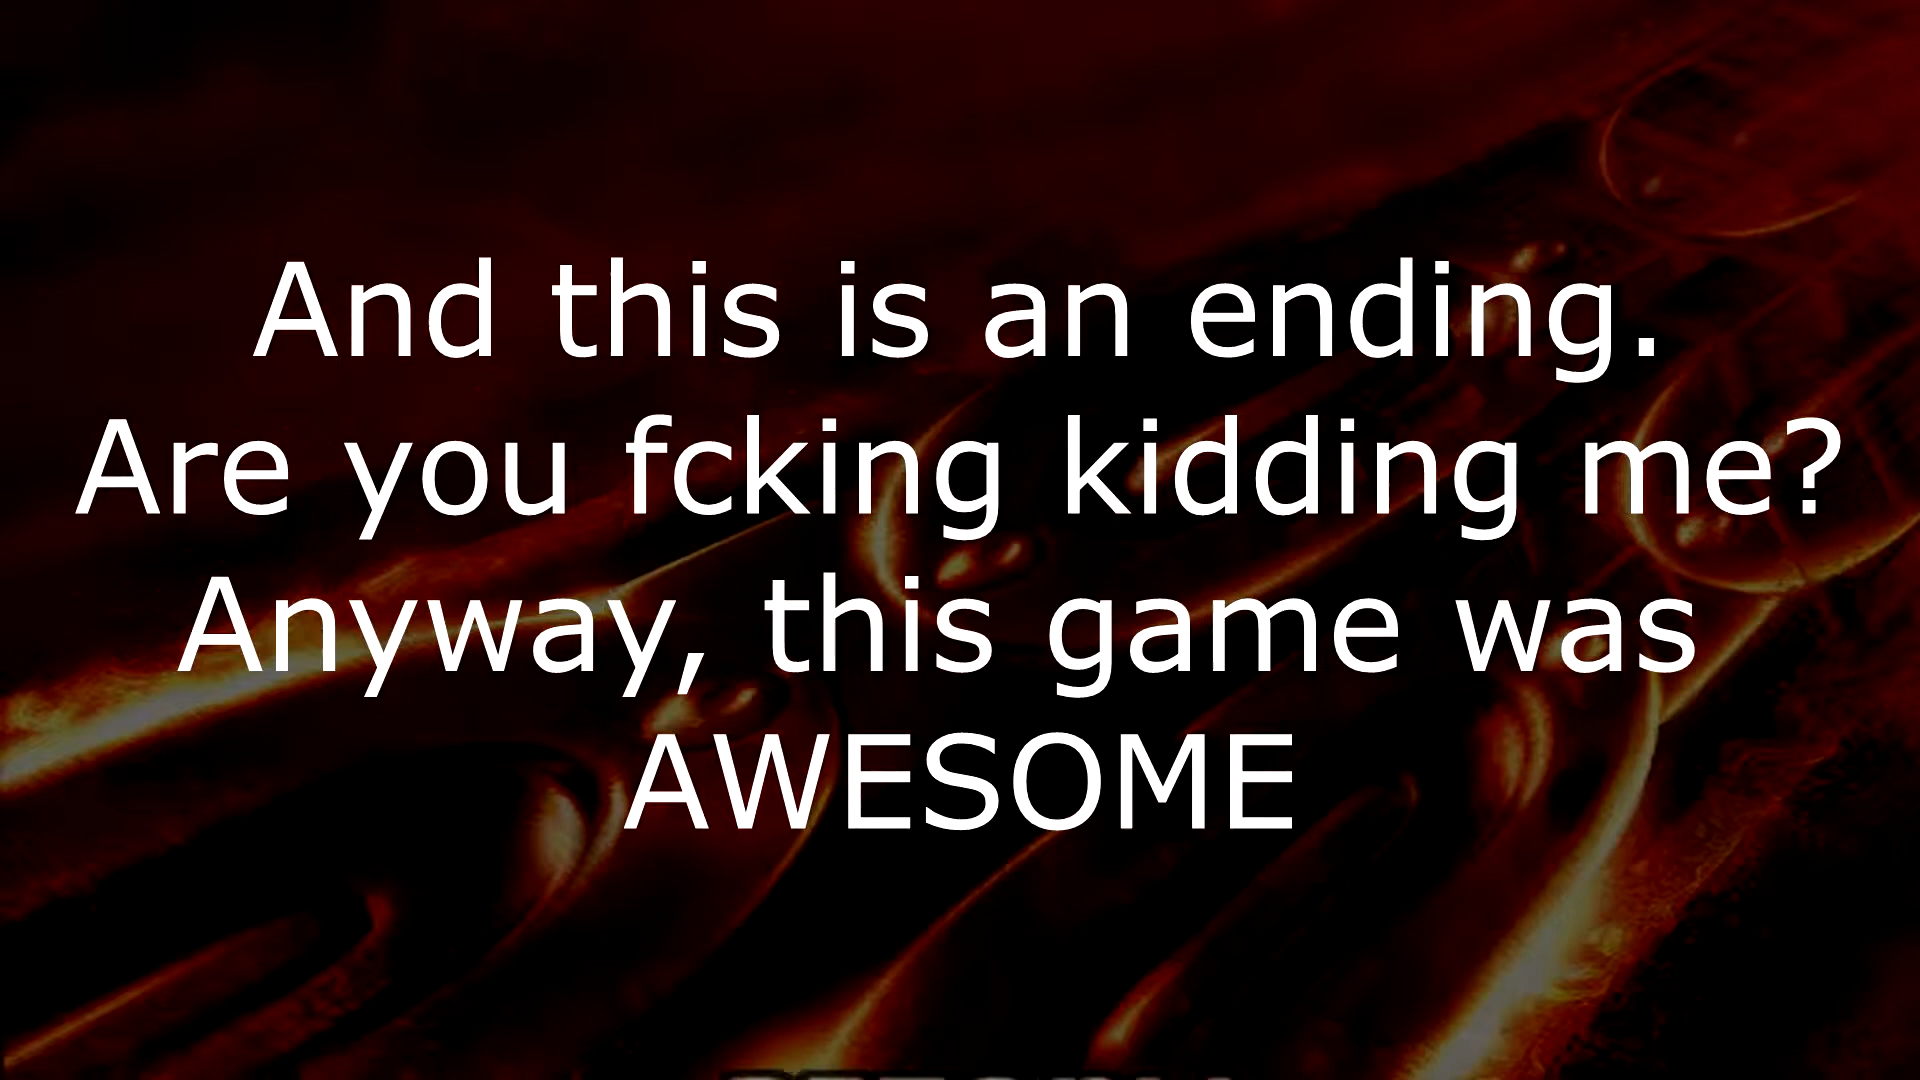 And this is an ending.
Are you fcking kidding me?
Anyway, this game was
AWESOME